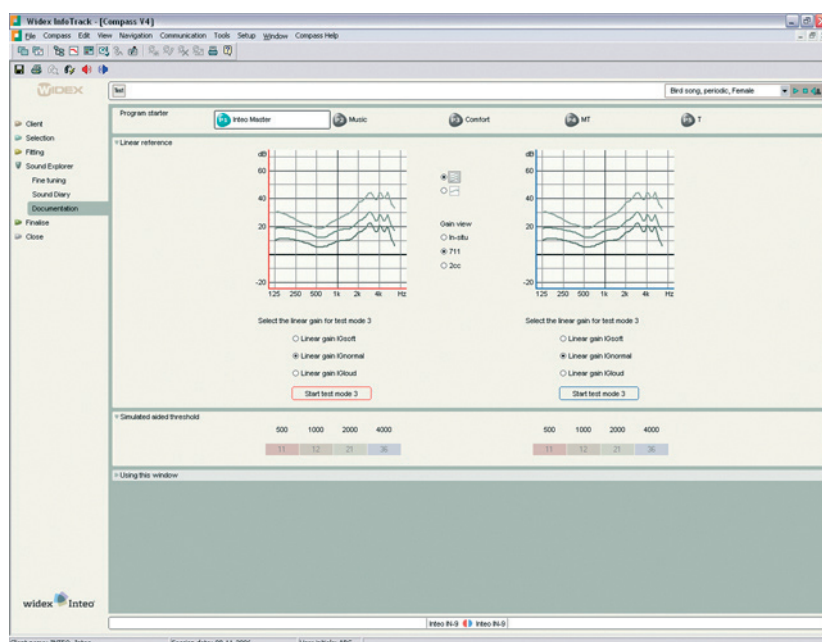 Widex InfoTrack - [Compass V4]
File Compass Edit View Navigation Communication Tools Setup Window Compass Help
WIDEX
Test
Bird song, periodic, Female
Program starter
P1 Inteo Master
P2 Music
P3 Comfort
P4 MT
P5 T
Client
Selection
Fitting
Sound Explorer
Fine tuning
Sound Diary
Documentation
Finalise
Close
Linear reference
dB
60
40
20
-20
125 250 500 1k 2k 4k Hz
Gain view
In-situ
711
2cc
dB
60
40
20
-20
125 250 500 1k 2k 4k Hz
Select the linear gain for test mode 3
Linear gain IGsoft
Linear gain IGnormal
Linear gain IGloud
Start test mode 3
Select the linear gain for test mode 3
Linear gain IGsoft
Linear gain IGnormal
Linear gain IGloud
Start test mode 3
Simulated aided threshold
500 1000 2000 4000
11 12 21 36
500 1000 2000 4000
11 12 21 36
Using this window
widex Inteo
Inteo IN-9 Inteo IN-9